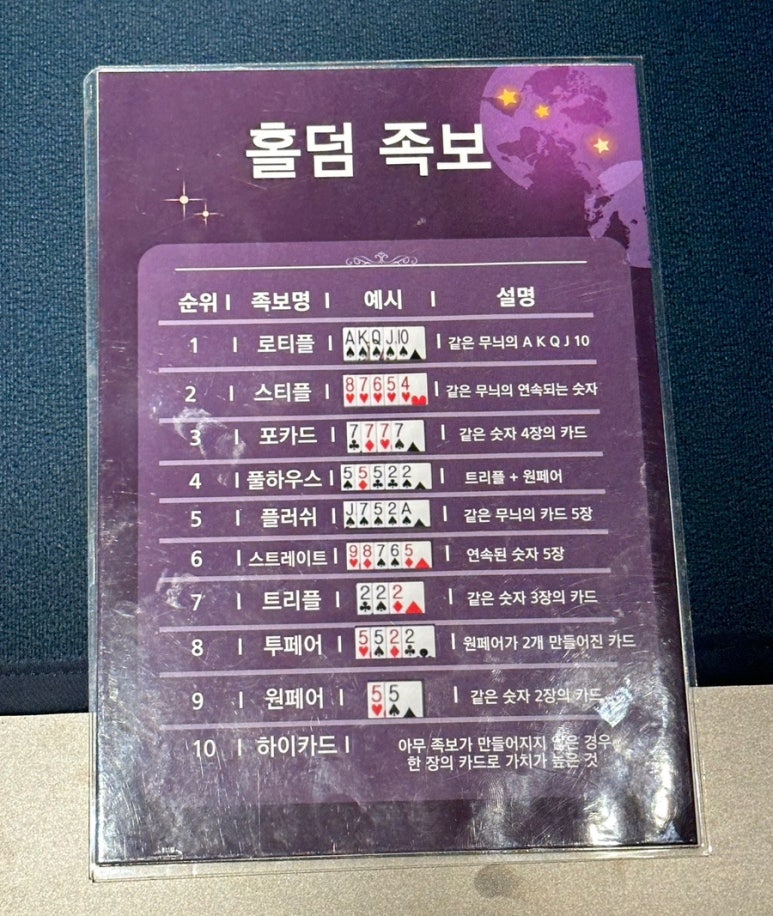 홀덤 족보
순위 I 족보명 I 예시 I 설명
1 I 로티플 I A K Q J 10 I 같은 무늬의 A K Q J 10
2 I 스티플 I 8 7 6 5 4 I 같은 무늬의 연속되는 숫자
3 I 포카드 I 7 7 7 7 I 같은 숫자 4장의 카드
4 I 풀하우스 I 5 5 5 2 2 I 트리플 + 원페어
5 I 플러쉬 I J 7 5 2 A I 같은 무늬의 카드 5장
6 I 스트레이트 I 9 8 7 6 5 I 연속된 숫자 5장
7 I 트리플 I 2 2 2 I 같은 숫자 3장의 카드
8 I 투페어 I 5 5 2 2 I 원페어가 2개 만들어진 카드
9 I 원페어 I 5 5 I 같은 숫자 2장의 카드
10 I 하이카드 I 아무 족보가 만들어지지 않은 경우
한 장의 카드로 가치가 높은 것